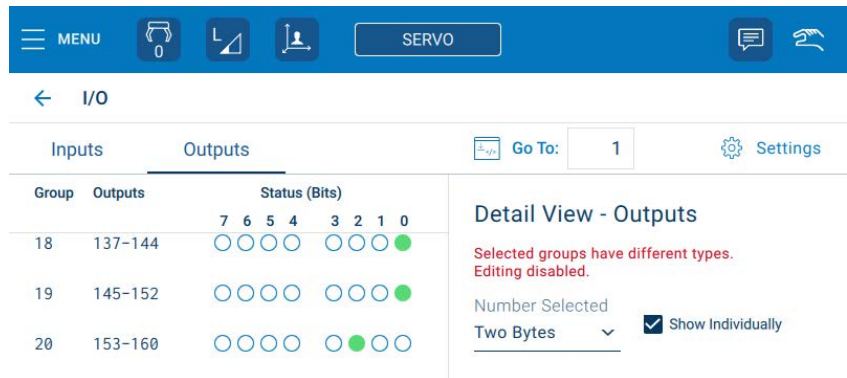 MENU 0 L SERVO
I/O
Inputs Outputs Go To: 1 Settings
Group Outputs Status (Bits)
7 6 5 4 3 2 1 0
18 137-144
19 145-152
20 153-160
Detail View - Outputs
Selected groups have different types.
Editing disabled.
Number Selected
Two Bytes Show Individually